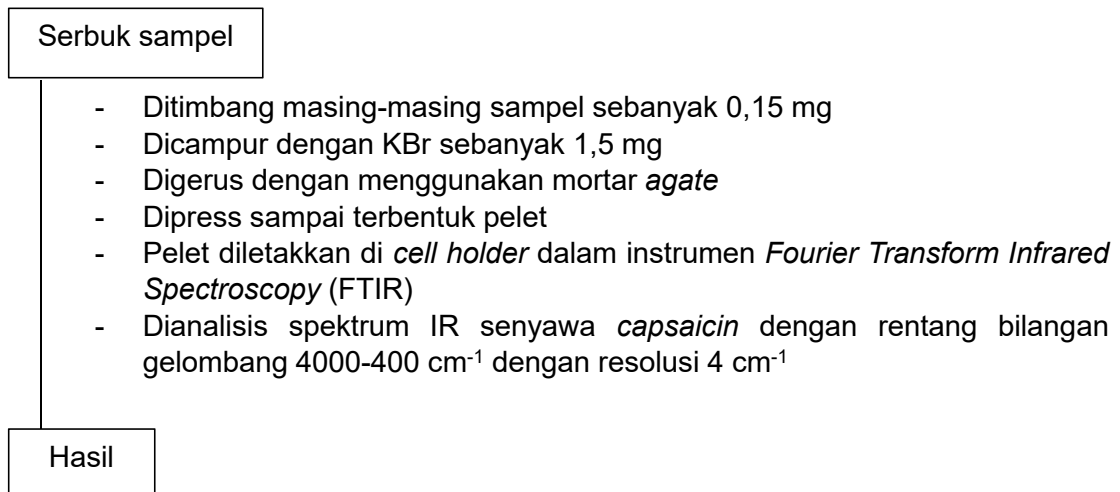 Serbuk sampel
- Ditimbang masing-masing sampel sebanyak 0,15 mg
- Dicampur dengan KBr sebanyak 1,5 mg
- Digerus dengan menggunakan mortar agate
- Dipress sampai terbentuk pelet
- Pelet diletakkan di cell holder dalam instrumen Fourier Transform Infrared
Spectroscopy (FTIR)
- Dianalisis spektrum IR senyawa capsaicin dengan rentang bilangan
gelombang 4000-400 cm⁻¹ dengan resolusi 4 cm⁻¹
Hasil